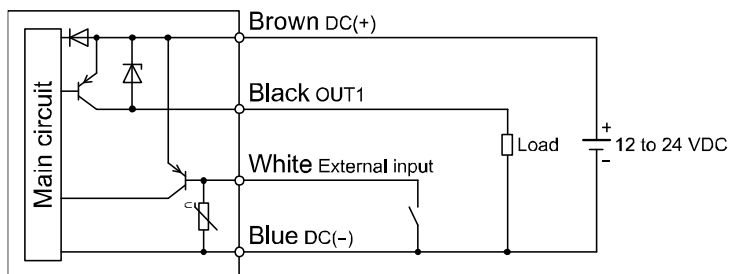 Brown DC(+)
Main circuit
Black OUT1
Load
+
12 to 24 VDC
−
White External input
Blue DC(−)